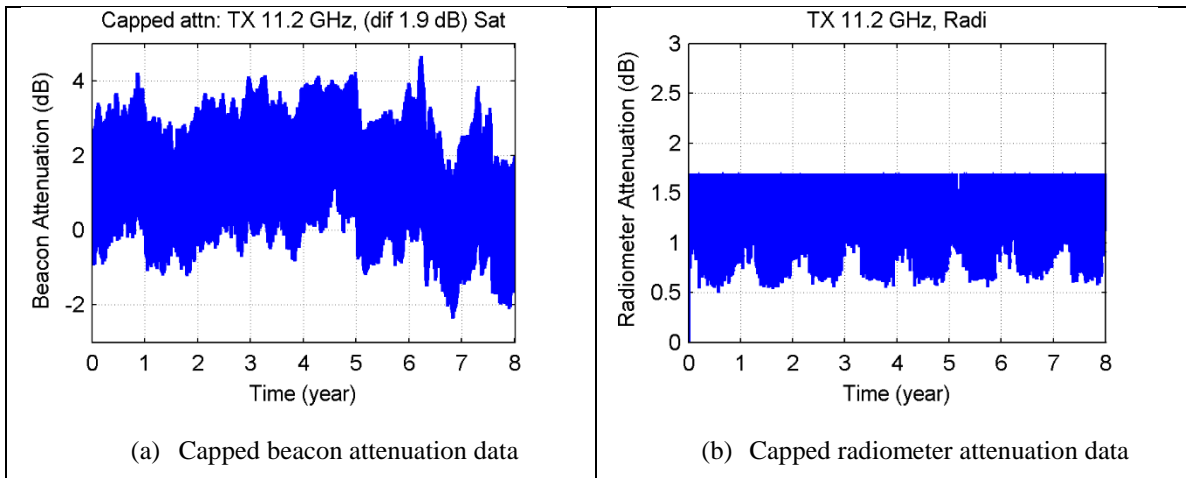 Capped attn: TX 11.2 GHz, (dif 1.9 dB) Sat
Beacon Attenuation (dB)
4
2
0
-2
0 1 2 3 4 5 6 7 8
Time (year)
(a) Capped beacon attenuation data
TX 11.2 GHz, Radi
Radiometer Attenuation (dB)
3
2.5
2
1.5
1
0.5
0
0 1 2 3 4 5 6 7 8
Time (year)
(b) Capped radiometer attenuation data